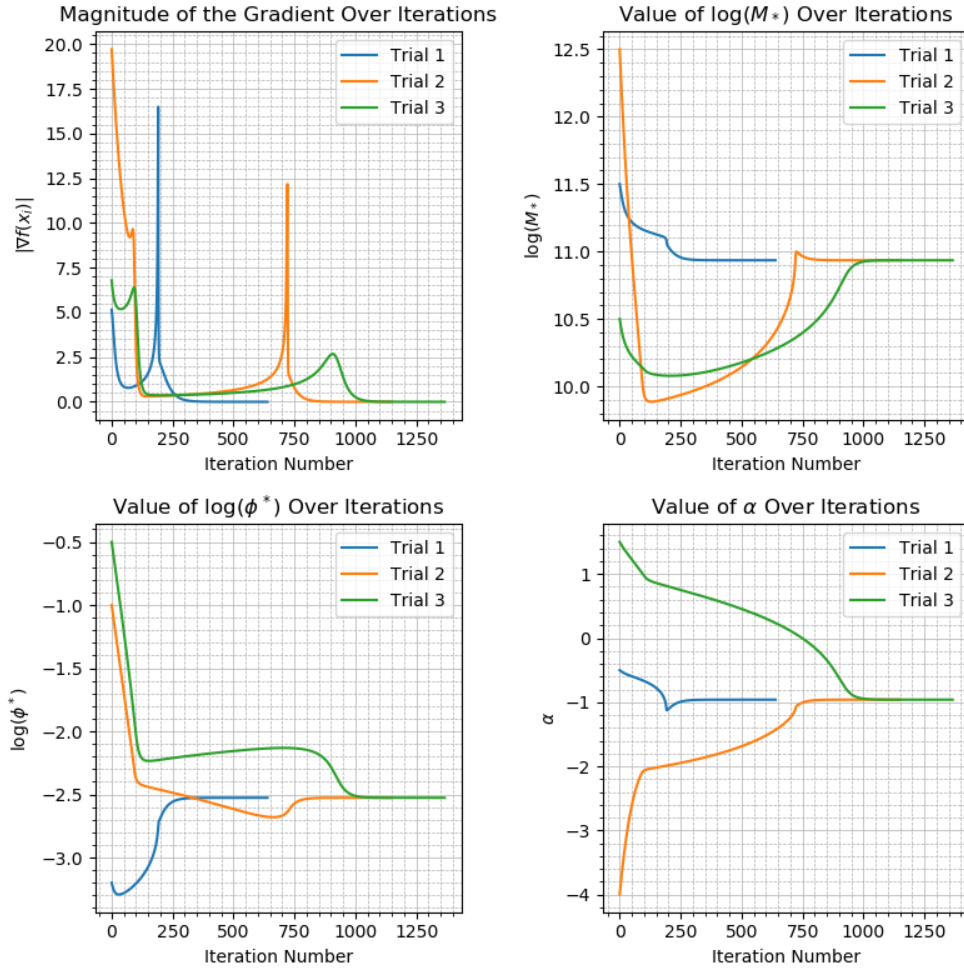 Magnitude of the Gradient Over Iterations
20.0
17.5
15.0
12.5
10.0
7.5
5.0
2.5
0.0
|∇f(xᵢ)|
0 250 500 750 1000 1250
Iteration Number
Trial 1
Trial 2
Trial 3
Value of log(M*) Over Iterations
12.5
12.0
11.5
11.0
10.5
10.0
log(M*)
0 250 500 750 1000 1250
Iteration Number
Trial 1
Trial 2
Trial 3
Value of log(ϕ*) Over Iterations
−0.5
−1.0
−1.5
−2.0
−2.5
−3.0
log(ϕ*)
0 250 500 750 1000 1250
Iteration Number
Trial 1
Trial 2
Trial 3
Value of α Over Iterations
1
0
−1
−2
−3
−4
α
0 250 500 750 1000 1250
Iteration Number
Trial 1
Trial 2
Trial 3